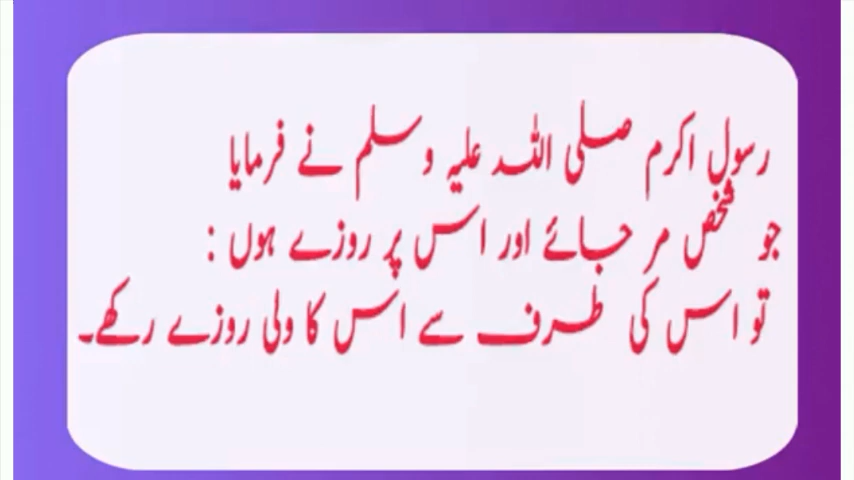 رسول اکرم صلی اللہ علیہ وسلم نے فرمایا
جو شخص مر جائے اور اس پر روزے ہوں :
تو اس کی طرف سے اس کا ولی روزے رکھے۔